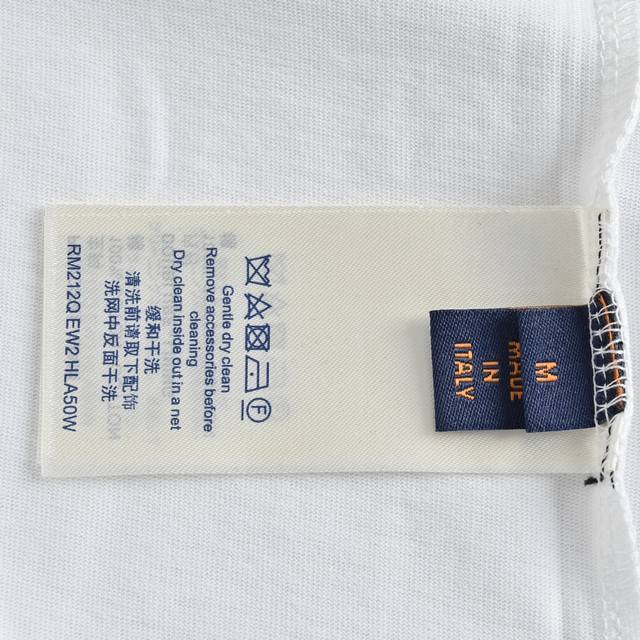 M
MADE
IN
ITALY
Gentle dry clean
Remove accessories before
cleaning
Dry clean inside out in a net
缓和干洗
清洗前请取下配饰
洗网中反面干洗
RM212Q EW2 HLA50W